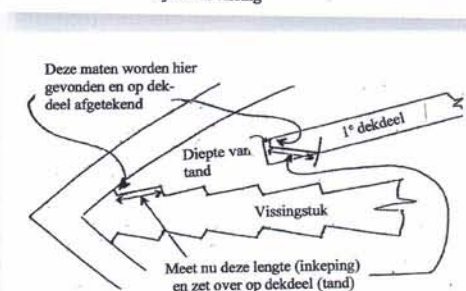 Deze maten worden hier
gevonden en op dek-
deel afgetekend
1e dekdeel
Diepte van
tand
Vissingstuk
Meet nu deze lengte (inkeping)
en zet over op dekdeel (tand)